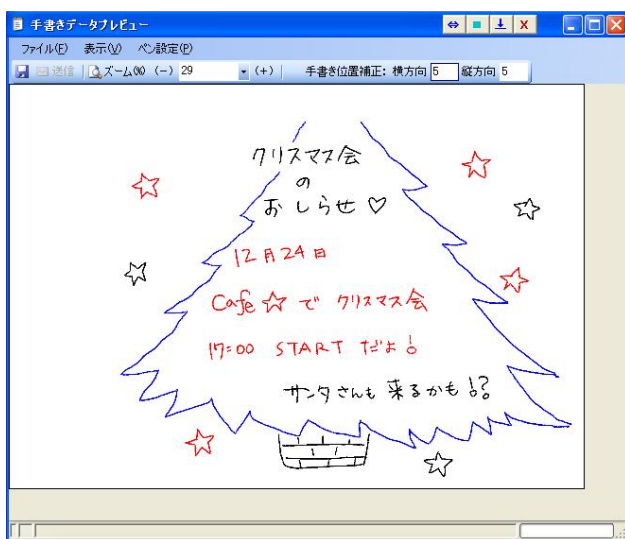 手書きデータプレビュー
ファイル(F) 表示(V) ペン設定(P)
送信 ズーム(%) (-) 29 (+) 手書き位置補正: 横方向 5 縦方向 5
クリスマス会
の
おしらせ♡
12月24日
Cafe☆で クリスマス会
17:00 START だよ!
サンタさんも 来るかも!?